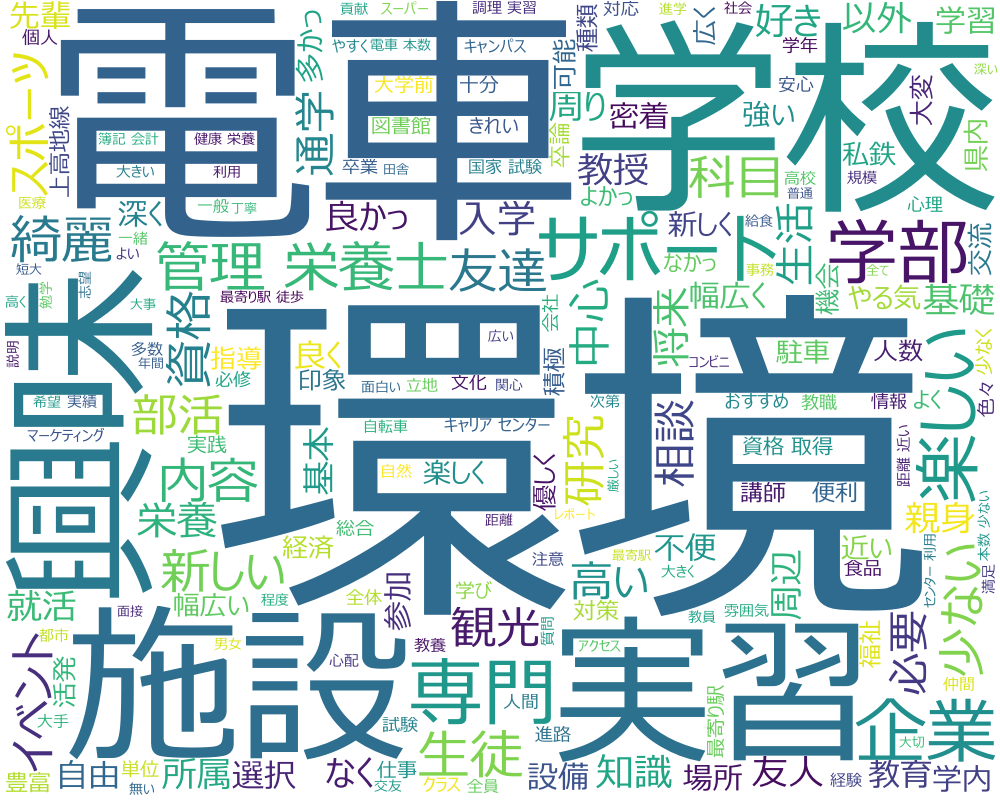 先輩
個人
電車
貢献
スーパー
調理 実習
種類
対応
広く
進学
社会
好き
以外
学習
学校
やすく電車 本数
キャンパス
可能
学年
深い
多かっ
大学前
十分
周り
密着
安心
強い
大変
スポーツ
上高地線
簿記 会計
健康 栄養
通学
図書館
きれい
卒論
県内
大きい
利用
卒業
田舎
国家 試験
教授
科目
高校
私鉄
規模
医療
一般
丁寧
良かっ
入学
よかっ
普通
心理
綺麗
深く
一緒
よい
新しく
給食
学部
交流
管理 栄養士
友達
サポート
なかっ
生活
短大
高く
勉学
志望
大事
最寄り駅 徒歩
事務
全て
機会
やる気
基礎
興味
資格
会社
中心
将来
幅広く
説明
多数
年間
指導
必修
良く
印象
広い
積極
駐車
人数
色々
少なく
面白い
立地
文化
関心
コンビニ
希望
実績
部活
環境
次第
おすすめ
教職
情報
よく
楽しい
マーケティング
実践
自転車
キャリア センター
基本
自然
楽しく
優しく
研究
厳しい
相談
資格 取得
距離 近い
内容
栄養
総合
距離
レポート
講師
便利
親身
経済
注意
最寄駅
大きく
不便
近い
食品
センター 利用
満足
本数 少ない
少ない
新しい
就活
幅広い
程度
面接
全体
参加
学び
高い
対策
周辺
観光
質問
教員
雰囲気
福祉
必要
都市
男女
心配
教養
アクセス
イベント
活発
施設
専門
人間
実習
仲間
大手
試験
進路
最寄り駅
企業
大切
生徒
豊富
自由
単位
無い
所属
選択
なく
仕事
交友
クラス
全員
設備
知識
場所
友人
経験
教育
学内